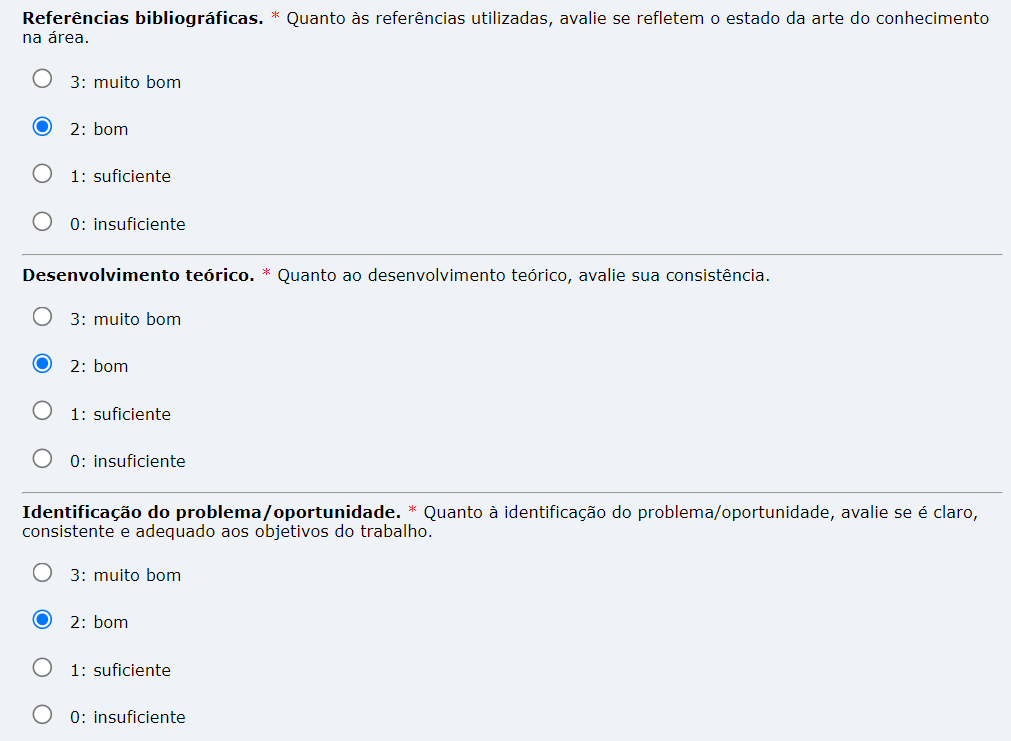 Referências bibliográficas. * Quanto às referências utilizadas, avalie se refletem o estado da arte do conhecimento
na área.
3: muito bom
2: bom
1: suficiente
0: insuficiente
Desenvolvimento teórico. * Quanto ao desenvolvimento teórico, avalie sua consistência.
3: muito bom
2: bom
1: suficiente
0: insuficiente
Identificação do problema/oportunidade. * Quanto à identificação do problema/oportunidade, avalie se é claro,
consistente e adequado aos objetivos do trabalho.
3: muito bom
2: bom
1: suficiente
0: insuficiente